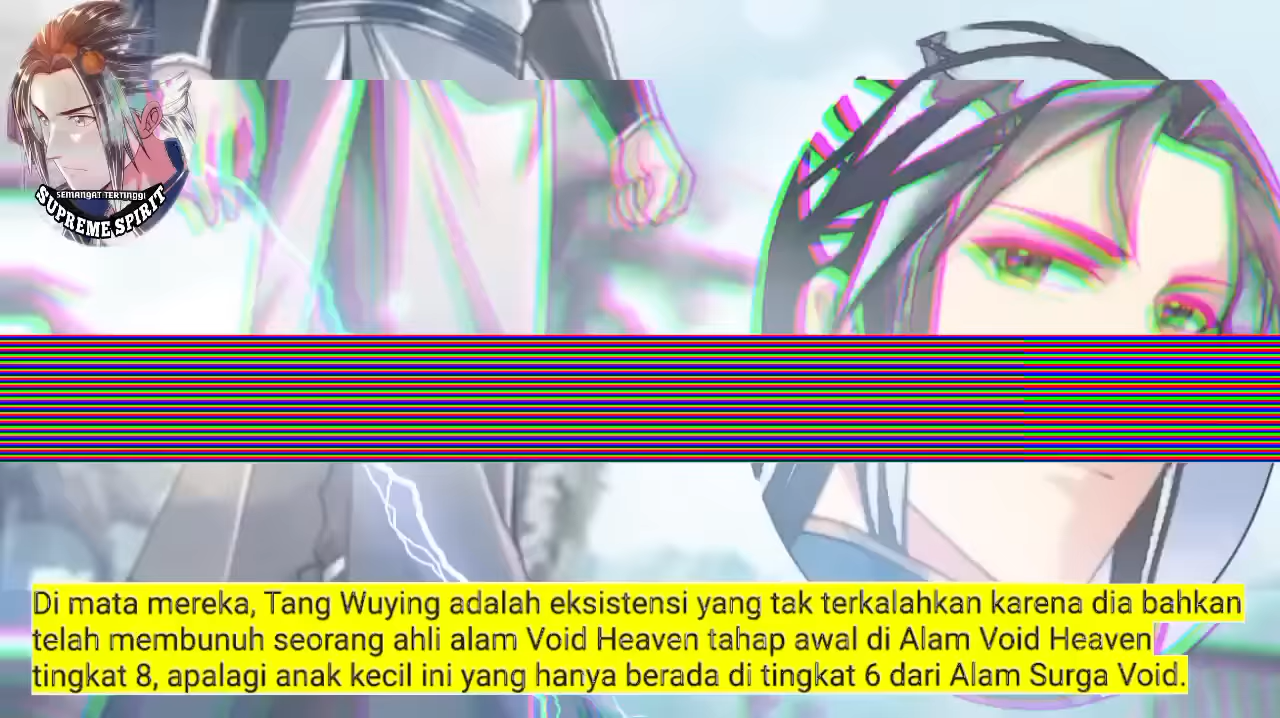 SEMANGAT TERTINGGI
SUPREME SPIRIT
Di mata mereka, Tang Wuying adalah eksistensi yang tak terkalahkan karena dia bahkan
telah membunuh seorang ahli alam Void Heaven tahap awal di Alam Void Heaven
tingkat 8, apalagi anak kecil ini yang hanya berada di tingkat 6 dari Alam Surga Void.